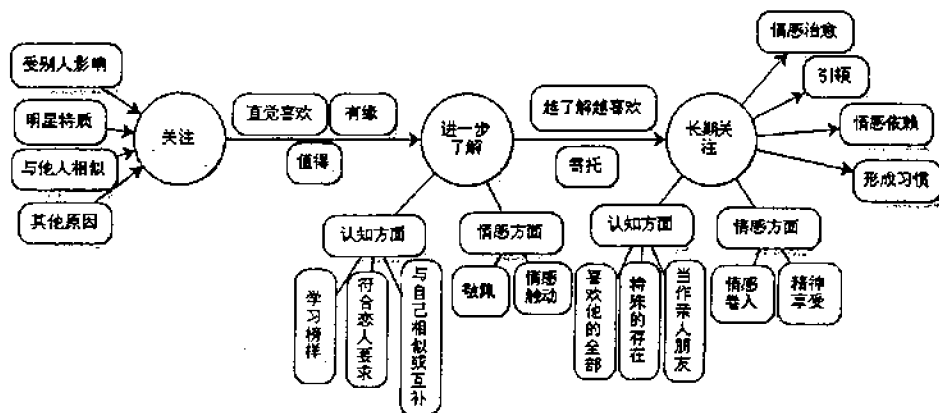 受别人影响
明星特质
与他人相似
其他原因
关注
直觉喜欢
有缘
值得
进一步
了解
认知方面
学习榜样
符合恋人要求
与自己相似或互补
情感方面
敬佩
情感
触动
越了解越喜欢
寄托
长期关
注
认知方面
喜欢他的全部
特殊的存在
当作亲人朋友
情感方面
情感
卷入
精神
享受
情感治愈
引领
情感依赖
形成习惯